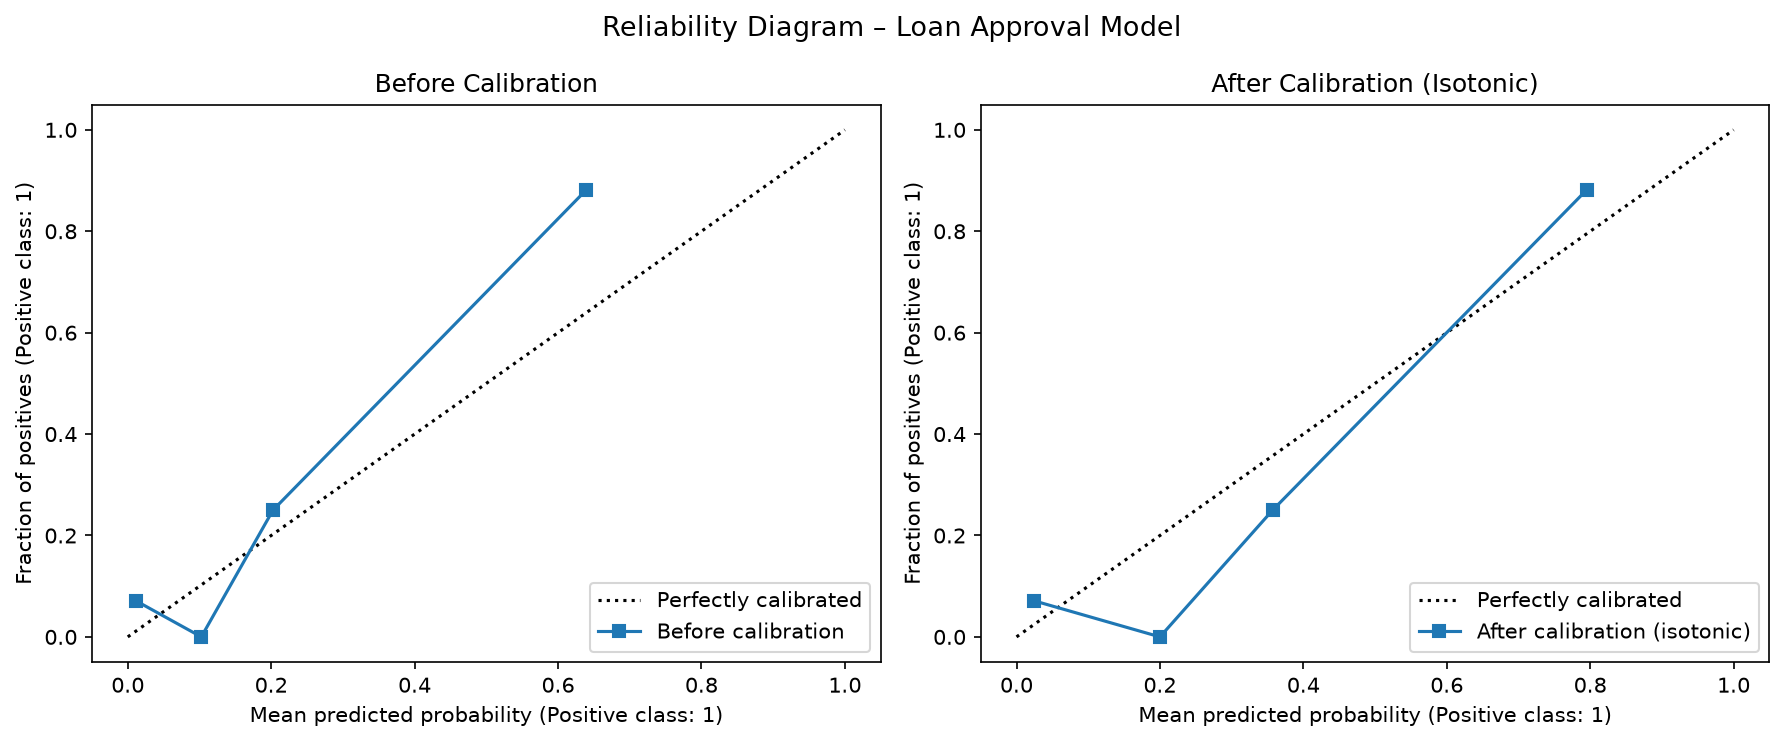 Reliability Diagram – Loan Approval Model
Before Calibration
Fraction of positives (Positive class: 1)
1.0
0.8
0.6
0.4
0.2
0.0
Perfectly calibrated
Before calibration
0.0 0.2 0.4 0.6 0.8 1.0
Mean predicted probability (Positive class: 1)
After Calibration (Isotonic)
Fraction of positives (Positive class: 1)
1.0
0.8
0.6
0.4
0.2
0.0
Perfectly calibrated
After calibration (isotonic)
0.0 0.2 0.4 0.6 0.8 1.0
Mean predicted probability (Positive class: 1)